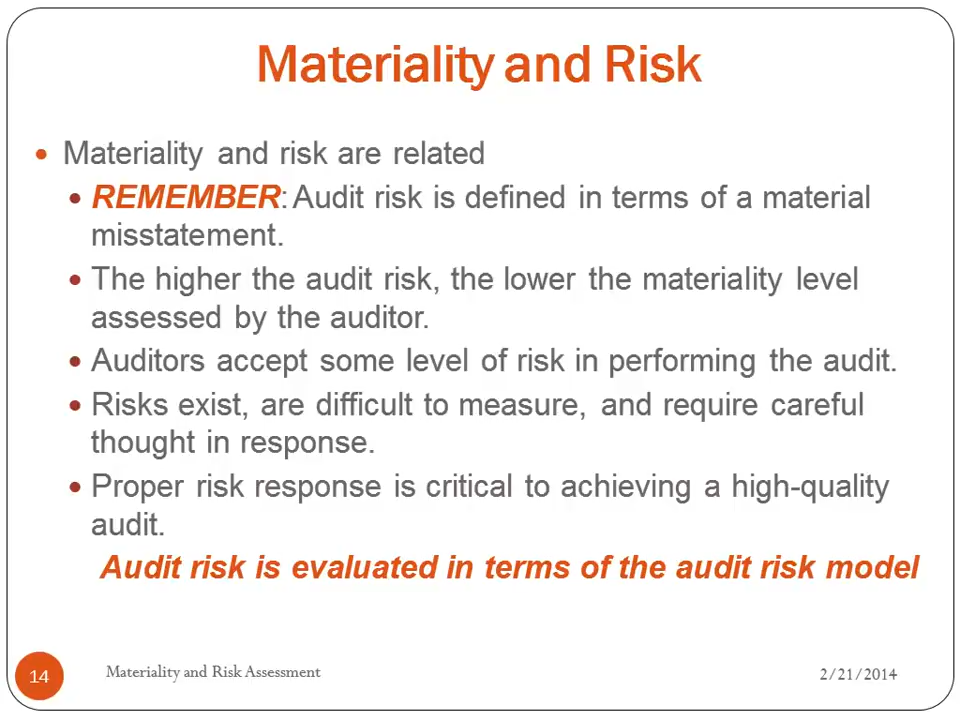 Materiality and Risk
• Materiality and risk are related
• REMEMBER: Audit risk is defined in terms of a material
misstatement.
• The higher the audit risk, the lower the materiality level
assessed by the auditor.
• Auditors accept some level of risk in performing the audit.
• Risks exist, are difficult to measure, and require careful
thought in response.
• Proper risk response is critical to achieving a high-quality
audit.
Audit risk is evaluated in terms of the audit risk model
14
Materiality and Risk Assessment
2/21/2014